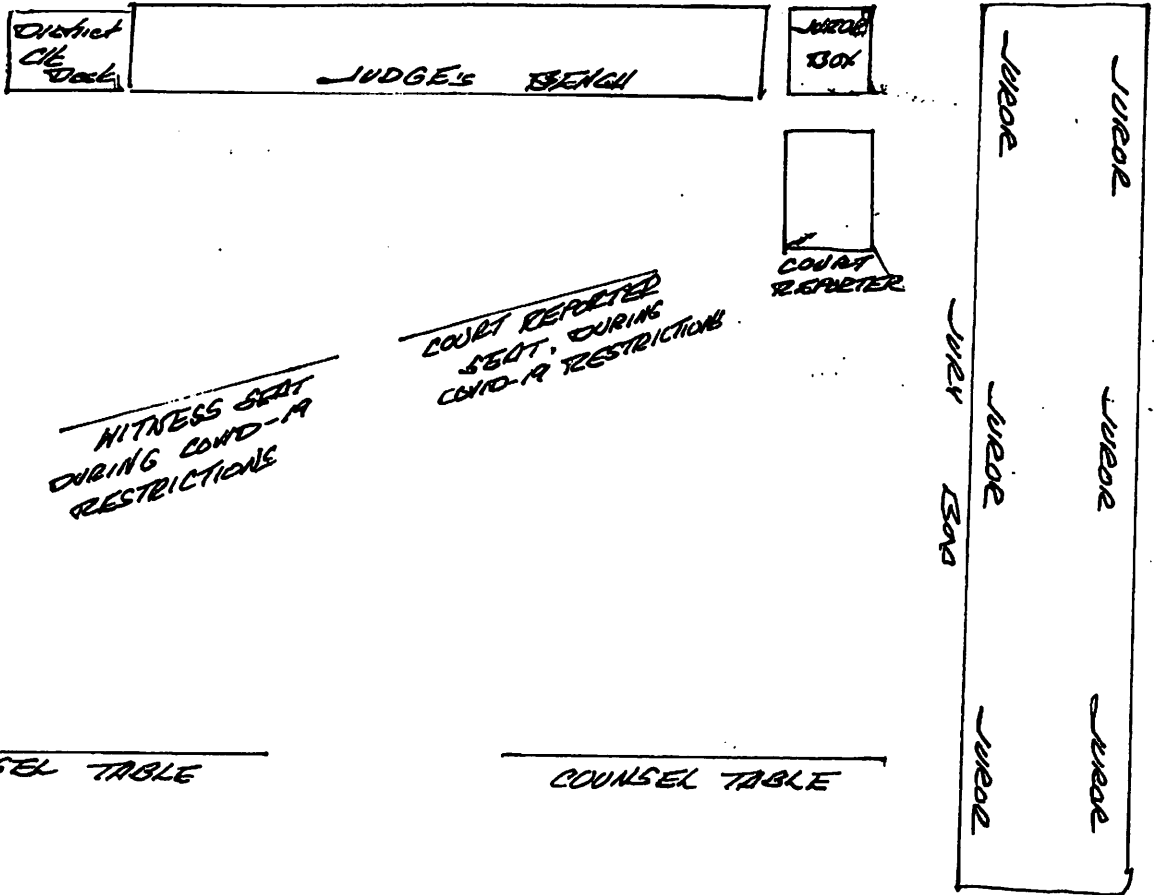 District
Clk
Desk
JUDGE's BENCH
JUROR
BOX
JUROR
JUROR
COURT
REPORTER
COURT REPORTER
SEAT, DURING
COVID-19 RESTRICTIONS
WITNESS SEAT
DURING COVID-19
RESTRICTIONS
JURY BOX
JUROR
JUROR
JUROR
JUROR
SEL TABLE
COUNSEL TABLE